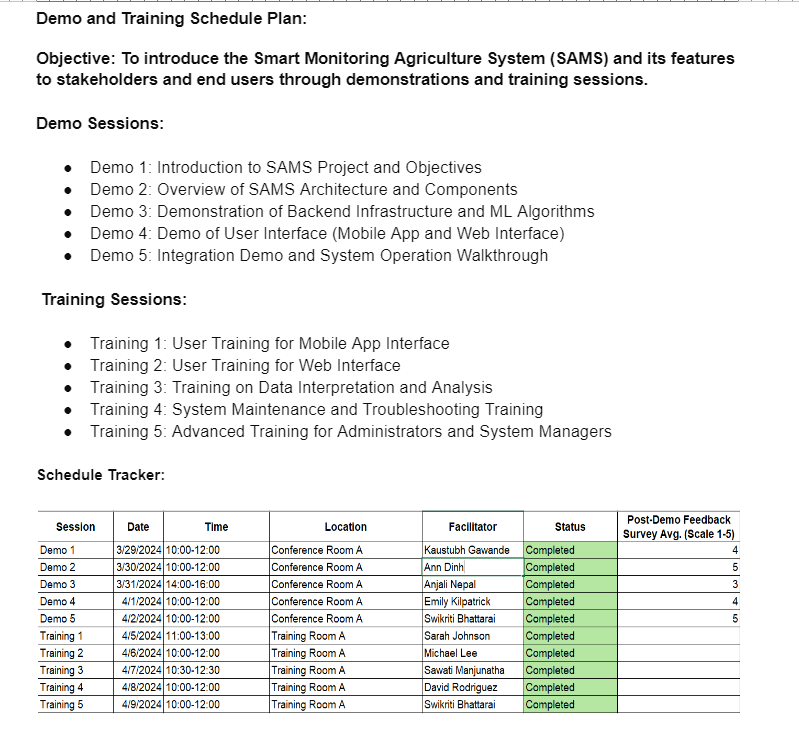 Demo and Training Schedule Plan:
Objective: To introduce the Smart Monitoring Agriculture System (SAMS) and its features
to stakeholders and end users through demonstrations and training sessions.
Demo Sessions:
● Demo 1: Introduction to SAMS Project and Objectives
● Demo 2: Overview of SAMS Architecture and Components
● Demo 3: Demonstration of Backend Infrastructure and ML Algorithms
● Demo 4: Demo of User Interface (Mobile App and Web Interface)
● Demo 5: Integration Demo and System Operation Walkthrough
Training Sessions:
● Training 1: User Training for Mobile App Interface
● Training 2: User Training for Web Interface
● Training 3: Training on Data Interpretation and Analysis
● Training 4: System Maintenance and Troubleshooting Training
● Training 5: Advanced Training for Administrators and System Managers
Schedule Tracker:
Session Date Time Location Facilitator Status Post-Demo Feedback Survey Avg. (Scale 1-5)
Demo 1 3/29/2024 10:00-12:00 Conference Room A Kaustubh Gawande Completed 4
Demo 2 3/30/2024 10:00-12:00 Conference Room A Ann Dinh Completed 5
Demo 3 3/31/2024 14:00-16:00 Conference Room A Anjali Nepal Completed 3
Demo 4 4/1/2024 10:00-12:00 Conference Room A Emily Kilpatrick Completed 4
Demo 5 4/2/2024 10:00-12:00 Conference Room A Swikriti Bhattarai Completed 5
Training 1 4/5/2024 11:00-13:00 Training Room A Sarah Johnson Completed
Training 2 4/6/2024 10:00-12:00 Training Room A Michael Lee Completed
Training 3 4/7/2024 10:30-12:30 Training Room A Sawati Manjunatha Completed
Training 4 4/8/2024 10:00-12:00 Training Room A David Rodriguez Completed
Training 5 4/9/2024 10:00-12:00 Training Room A Swikriti Bhattarai Completed